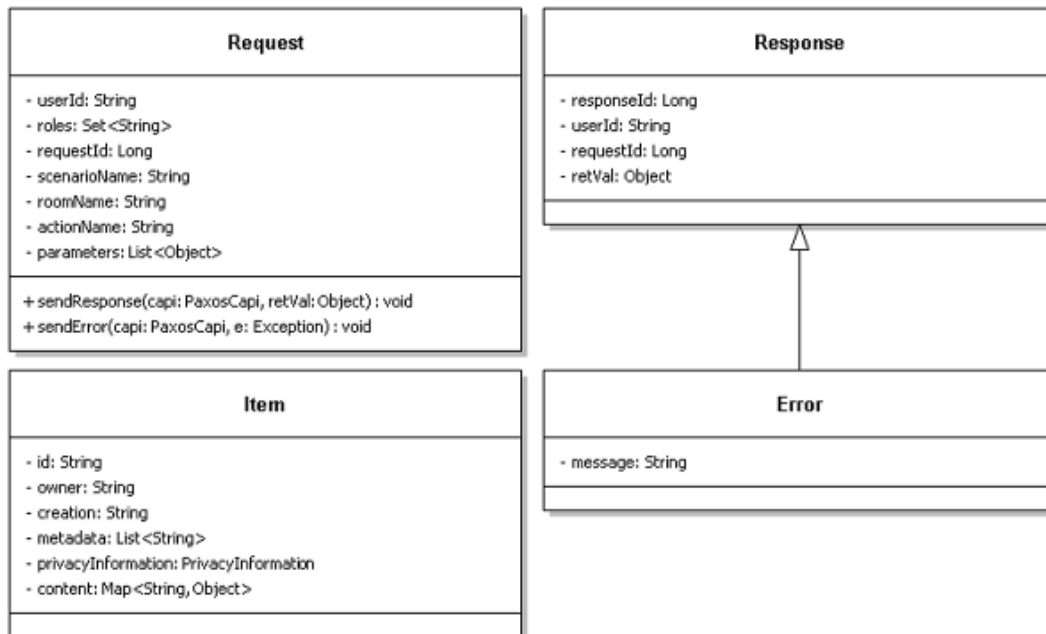 Request
- userId: String
- roles: Set<String>
- requestId: Long
- scenarioName: String
- roomName: String
- actionName: String
- parameters: List<Object>
+ sendResponse(capi: PaxosCapi, retVal: Object) : void
+ sendError(capi: PaxosCapi, e: Exception) : void
Response
- responseId: Long
- userId: String
- requestId: Long
- retVal: Object
Item
- id: String
- owner: String
- creation: String
- metadata: List<String>
- privacyInformation: PrivacyInformation
- content: Map<String,Object>
Error
- message: String